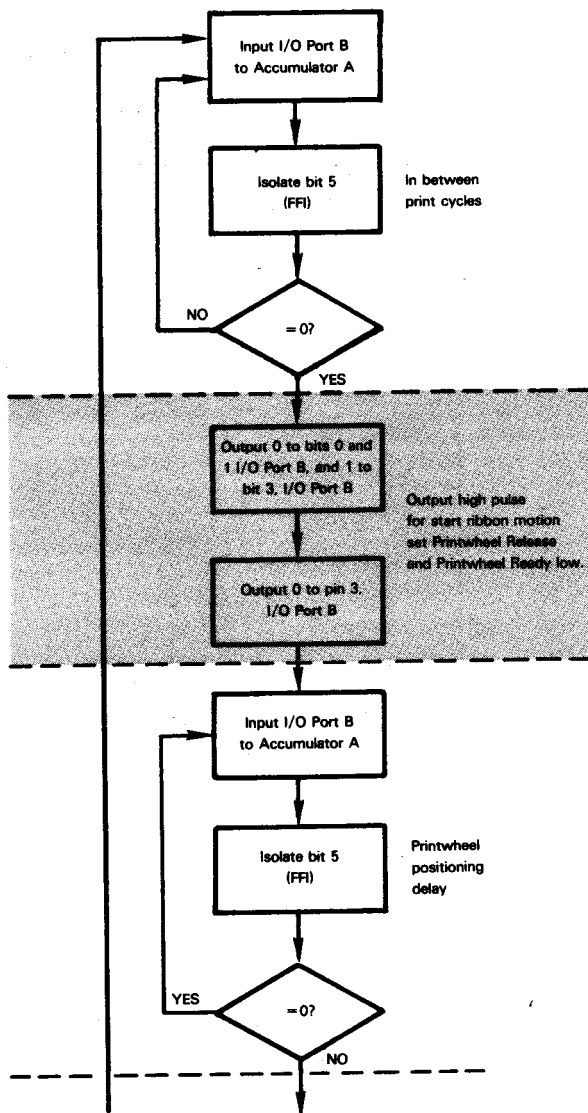 Input I/O Port B
to Accumulator A
Isolate bit 5
(FFI)
In between
print cycles
NO
= 0?
YES
Output 0 to bits 0 and
1 I/O Port B, and 1 to
bit 3, I/O Port B
Output high pulse
for start ribbon motion
set Printwheel Release
and Printwheel Ready low.
Output 0 to pin 3,
I/O Port B
Input I/O Port B
to Accumulator A
Isolate bit 5
(FFI)
Printwheel
positioning
delay
YES
= 0?
NO